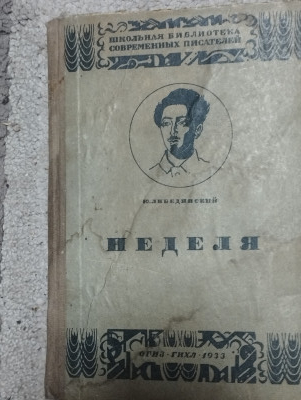 ШКОЛЬНАЯ БИБЛИОТЕКА
СОВРЕМЕННЫХ ПИСАТЕЛЕЙ
Ю. ЛИБЕДИНСКИЙ
НЕДЕЛЯ
ОГИЗ · ГИХЛ · 1933